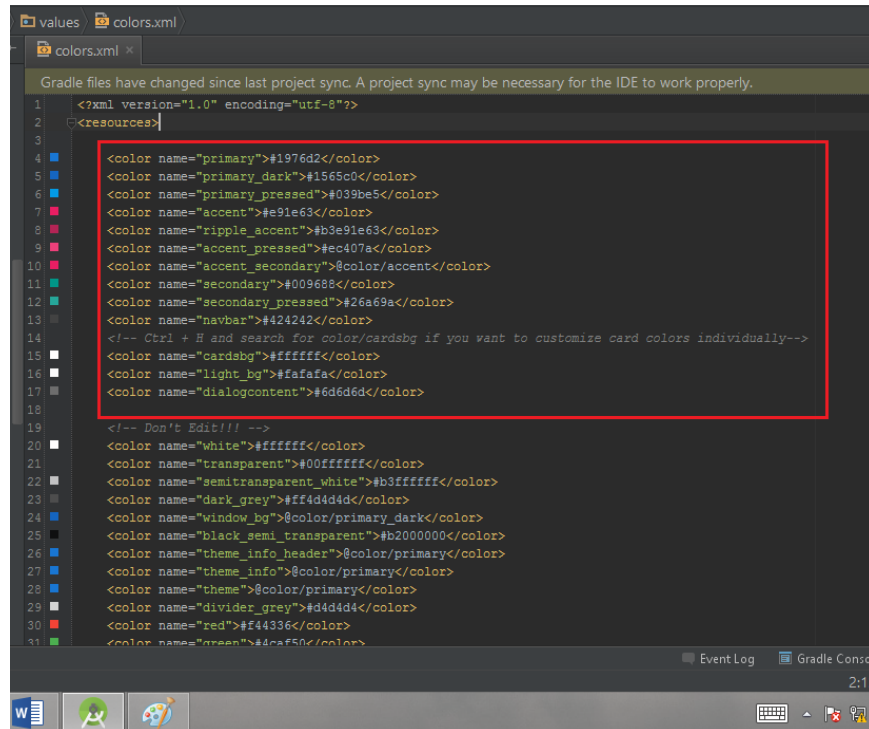 values colors.xml
colors.xml ×
Gradle files have changed since last project sync. A project sync may be necessary for the IDE to work properly.
1 <?xml version="1.0" encoding="utf-8"?>
2 <resources>
3
4 <color name="primary">#1976d2</color>
5 <color name="primary_dark">#1565c0</color>
6 <color name="primary_pressed">#039be5</color>
7 <color name="accent">#e91e63</color>
8 <color name="ripple_accent">#b3e91e63</color>
9 <color name="accent_pressed">#ec407a</color>
10 <color name="accent_secondary">@color/accent</color>
11 <color name="secondary">#009688</color>
12 <color name="secondary_pressed">#26a69a</color>
13 <color name="navbar">#424242</color>
14 <!-- Ctrl + H and search for color/cardsbg if you want to customize card colors individually-->
15 <color name="cardsbg">#ffffff</color>
16 <color name="light_bg">#fafafa</color>
17 <color name="dialogcontent">#6d6d6d</color>
18
19 <!-- Don't Edit!!! -->
20 <color name="white">#ffffff</color>
21 <color name="transparent">#00ffffff</color>
22 <color name="semitransparent_white">#b3ffffff</color>
23 <color name="dark_grey">#ff4d4d4d</color>
24 <color name="window_bg">@color/primary_dark</color>
25 <color name="black_semi_transparent">#b2000000</color>
26 <color name="theme_info_header">@color/primary</color>
27 <color name="theme_info">@color/primary</color>
28 <color name="theme">@color/primary</color>
29 <color name="divider_grey">#d4d4d4</color>
30 <color name="red">#f44336</color>
31 <color name="green">#4caf50</color>
Event Log Gradle Conso
2:1
W